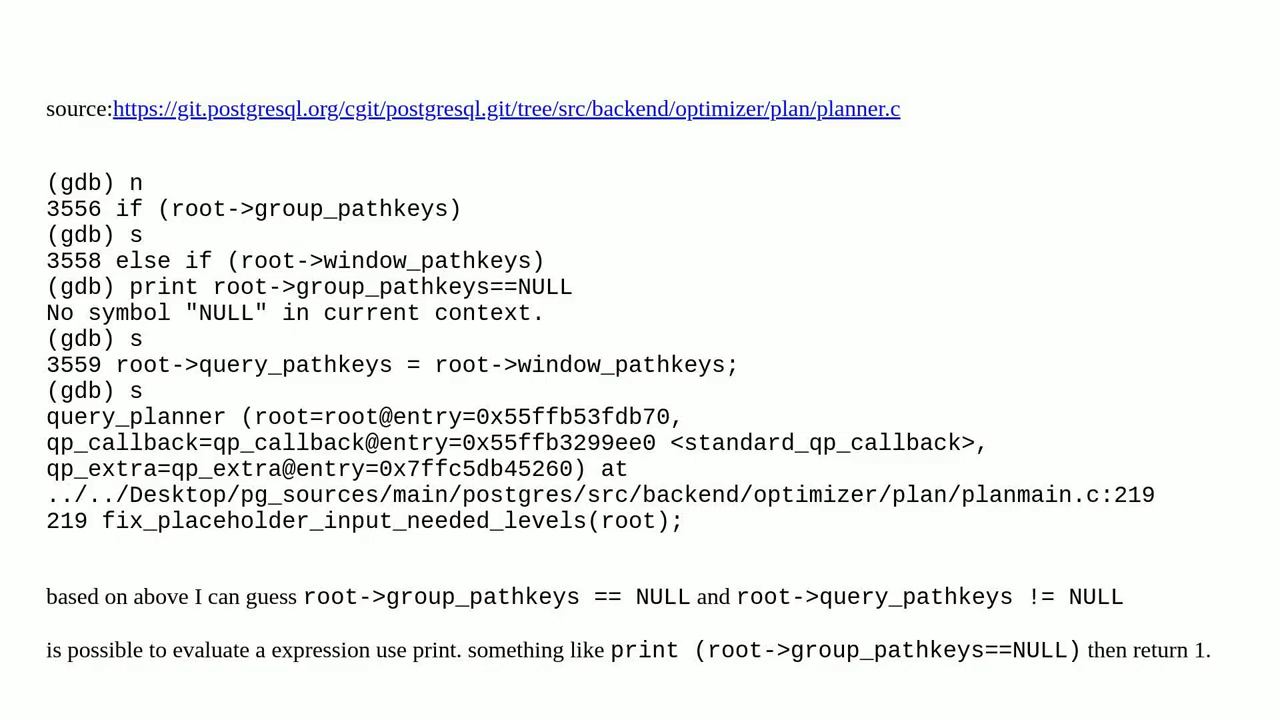 source:https://git.postgresql.org/cgit/postgresql.git/tree/src/backend/optimizer/plan/planner.c
(gdb) n
3556 if (root->group_pathkeys)
(gdb) s
3558 else if (root->window_pathkeys)
(gdb) print root->group_pathkeys==NULL
No symbol "NULL" in current context.
(gdb) s
3559 root->query_pathkeys = root->window_pathkeys;
(gdb) s
query_planner (root=root@entry=0x55ffb53fdb70,
qp_callback=qp_callback@entry=0x55ffb3299ee0 <standard_qp_callback>,
qp_extra=qp_extra@entry=0x7ffc5db45260) at
../../Desktop/pg_sources/main/postgres/src/backend/optimizer/plan/planmain.c:219
219 fix_placeholder_input_needed_levels(root);
based on above I can guess root->group_pathkeys == NULL and root->query_pathkeys != NULL
is possible to evaluate a expression use print. something like print (root->group_pathkeys==NULL) then return 1.